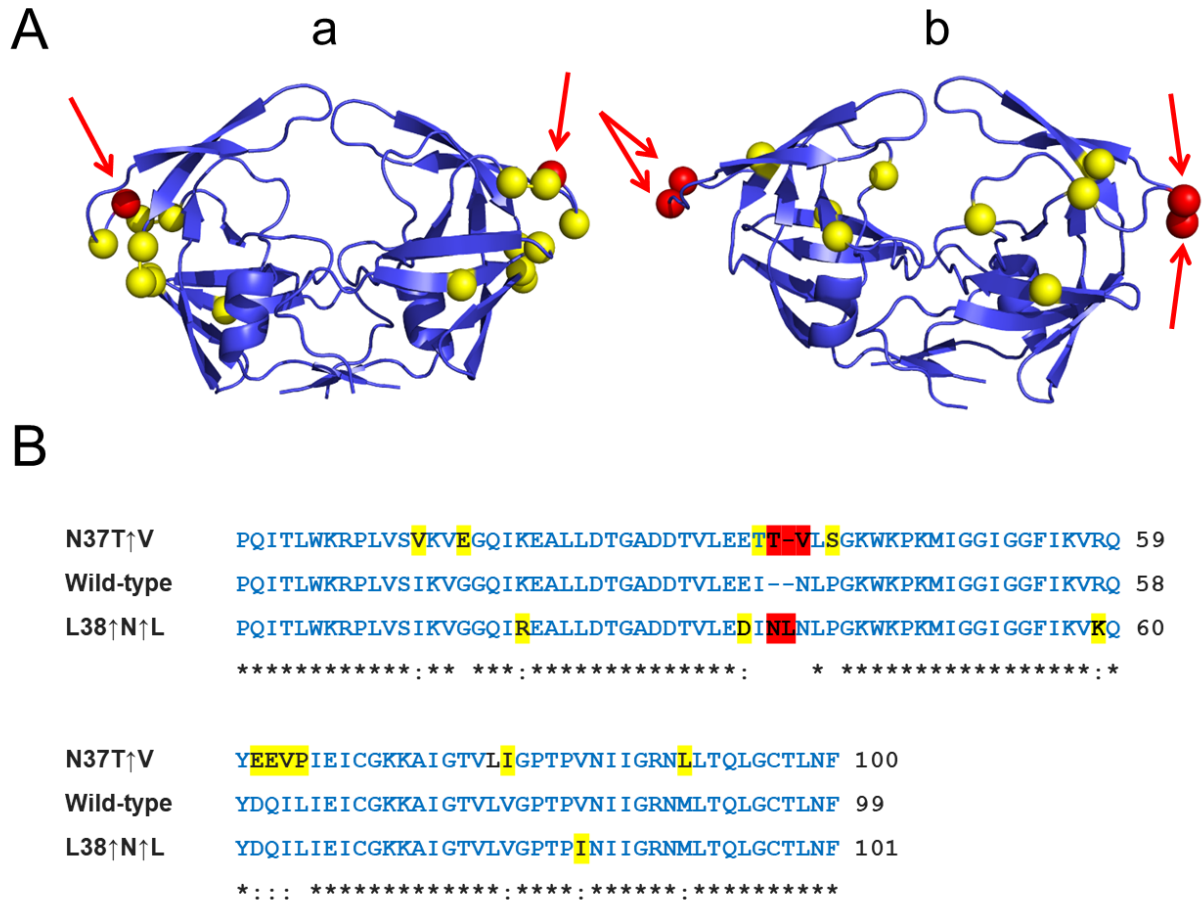 A
a
b
B
N37T↑V PQITLWKRPLVSVKVEGQIKEALLDTGADDTVLEETT-VLSGKWKPKMIGGIGGFIKVRQ 59
Wild-type PQITLWKRPLVSIKVGGQIKEALLDTGADDTVLEEI--NLPGKWKPKMIGGIGGFIKVRQ 58
L38↑N↑L PQITLWKRPLVSIKVGGQIREALLDTGADDTVLEDINLNLPGKWKPKMIGGIGGFIKVKQ 60
************:** ***:**************:    * *****************:*
N37T↑V YEEVPIEICGKKAIGTVLIGPTPVNIIGRNLLTQLGCTLNF 100
Wild-type YDQILIEICGKKAIGTVLVGPTPVNIIGRNMLTQLGCTLNF 99
L38↑N↑L YDQILIEICGKKAIGTVLVGPTPINIIGRNMLTQLGCTLNF 101
*::: *************:****:******:**********